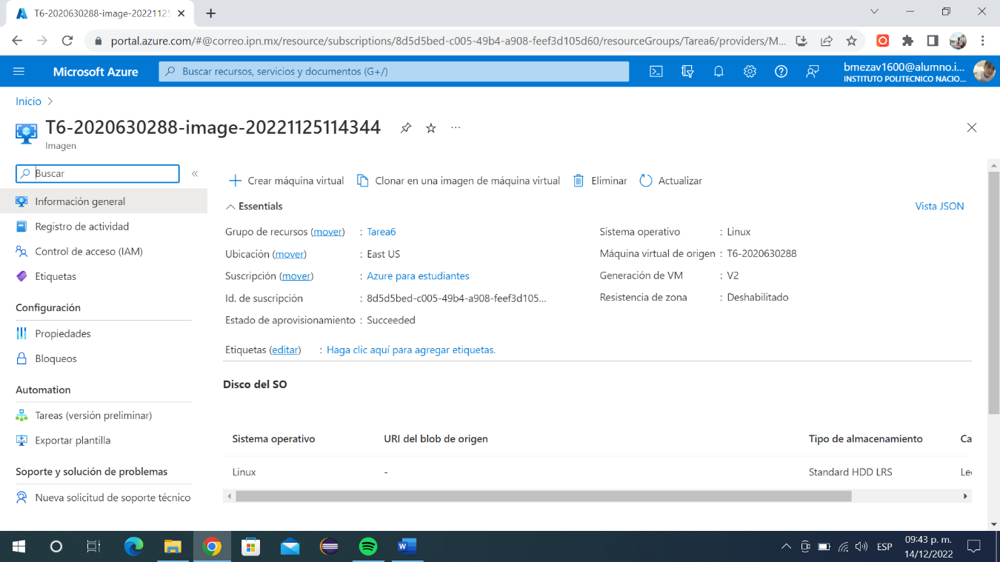 T6-2020630288-image-20221125
portal.azure.com/#@correo.ipn.mx/resource/subscriptions/8d5d5bed-c005-49b4-a908-feef3d105d60/resourceGroups/Tarea6/providers/M...
Microsoft Azure
Buscar recursos, servicios y documentos (G+/)
bmezav1600@alumno.i...
INSTITUTO POLITECNICO NACIO...
Inicio
T6-2020630288-image-20221125114344
Imagen
Buscar
Información general
Registro de actividad
Control de acceso (IAM)
Etiquetas
Configuración
Propiedades
Bloqueos
Automation
Tareas (versión preliminar)
Exportar plantilla
Soporte y solución de problemas
Nueva solicitud de soporte técnico
Crear máquina virtual Clonar en una imagen de máquina virtual Eliminar Actualizar
Essentials Vista JSON
Grupo de recursos (mover) : Tarea6
Ubicación (mover) : East US
Suscripción (mover) : Azure para estudiantes
Id. de suscripción : 8d5d5bed-c005-49b4-a908-feef3d105...
Estado de aprovisionamiento : Succeeded
Sistema operativo : Linux
Máquina virtual de origen : T6-2020630288
Generación de VM : V2
Resistencia de zona : Deshabilitado
Etiquetas (editar) : Haga clic aquí para agregar etiquetas.
Disco del SO
Sistema operativo URI del blob de origen Tipo de almacenamiento Ca
Linux - Standard HDD LRS Le
ESP
09:43 p. m.
14/12/2022